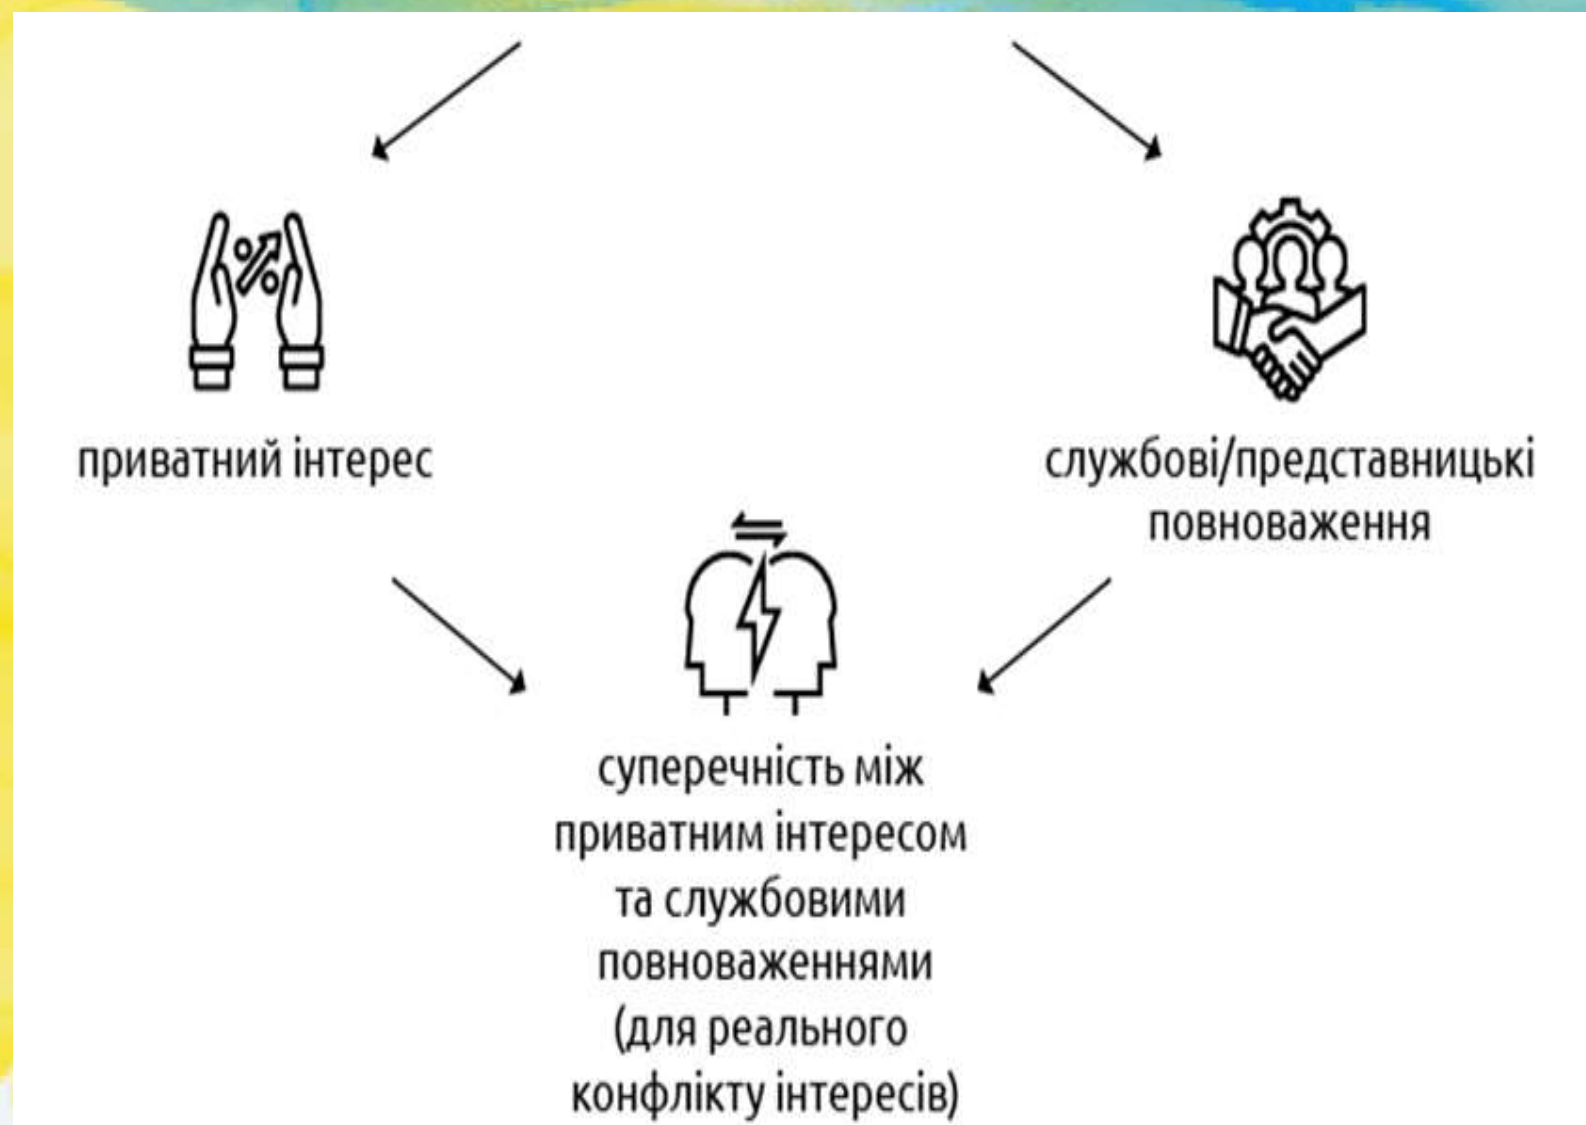 приватний інтерес
службові/представницькі
повноваження
суперечність між
приватним інтересом
та службовими
повноваженнями
(для реального
конфлікту інтересів)